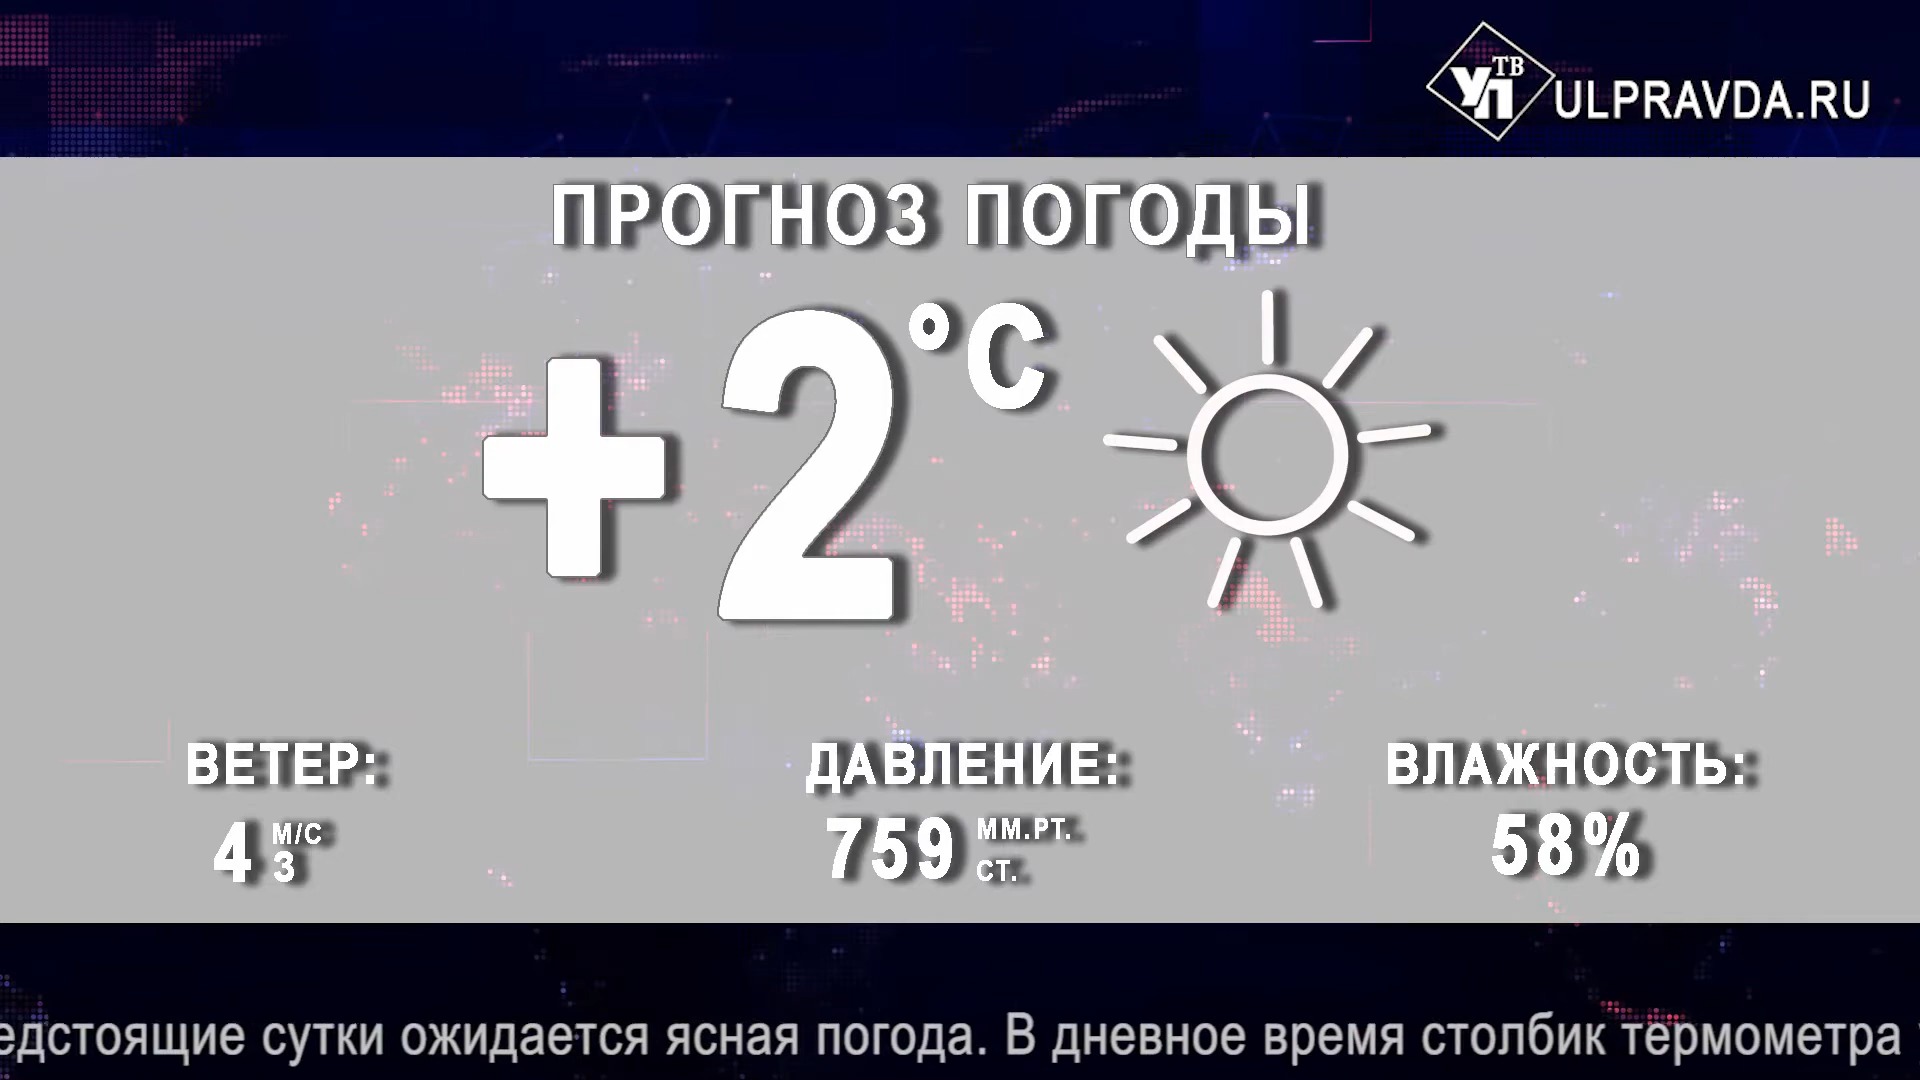 УП ТВ ULPRAVDA.RU
ПРОГНОЗ ПОГОДЫ
+2°C
ВЕТЕР: ДАВЛЕНИЕ: ВЛАЖНОСТЬ:
4 М/С З 759 ММ.РТ. СТ. 58%
едстоящие сутки ожидается ясная погода. В дневное время столбик термометра